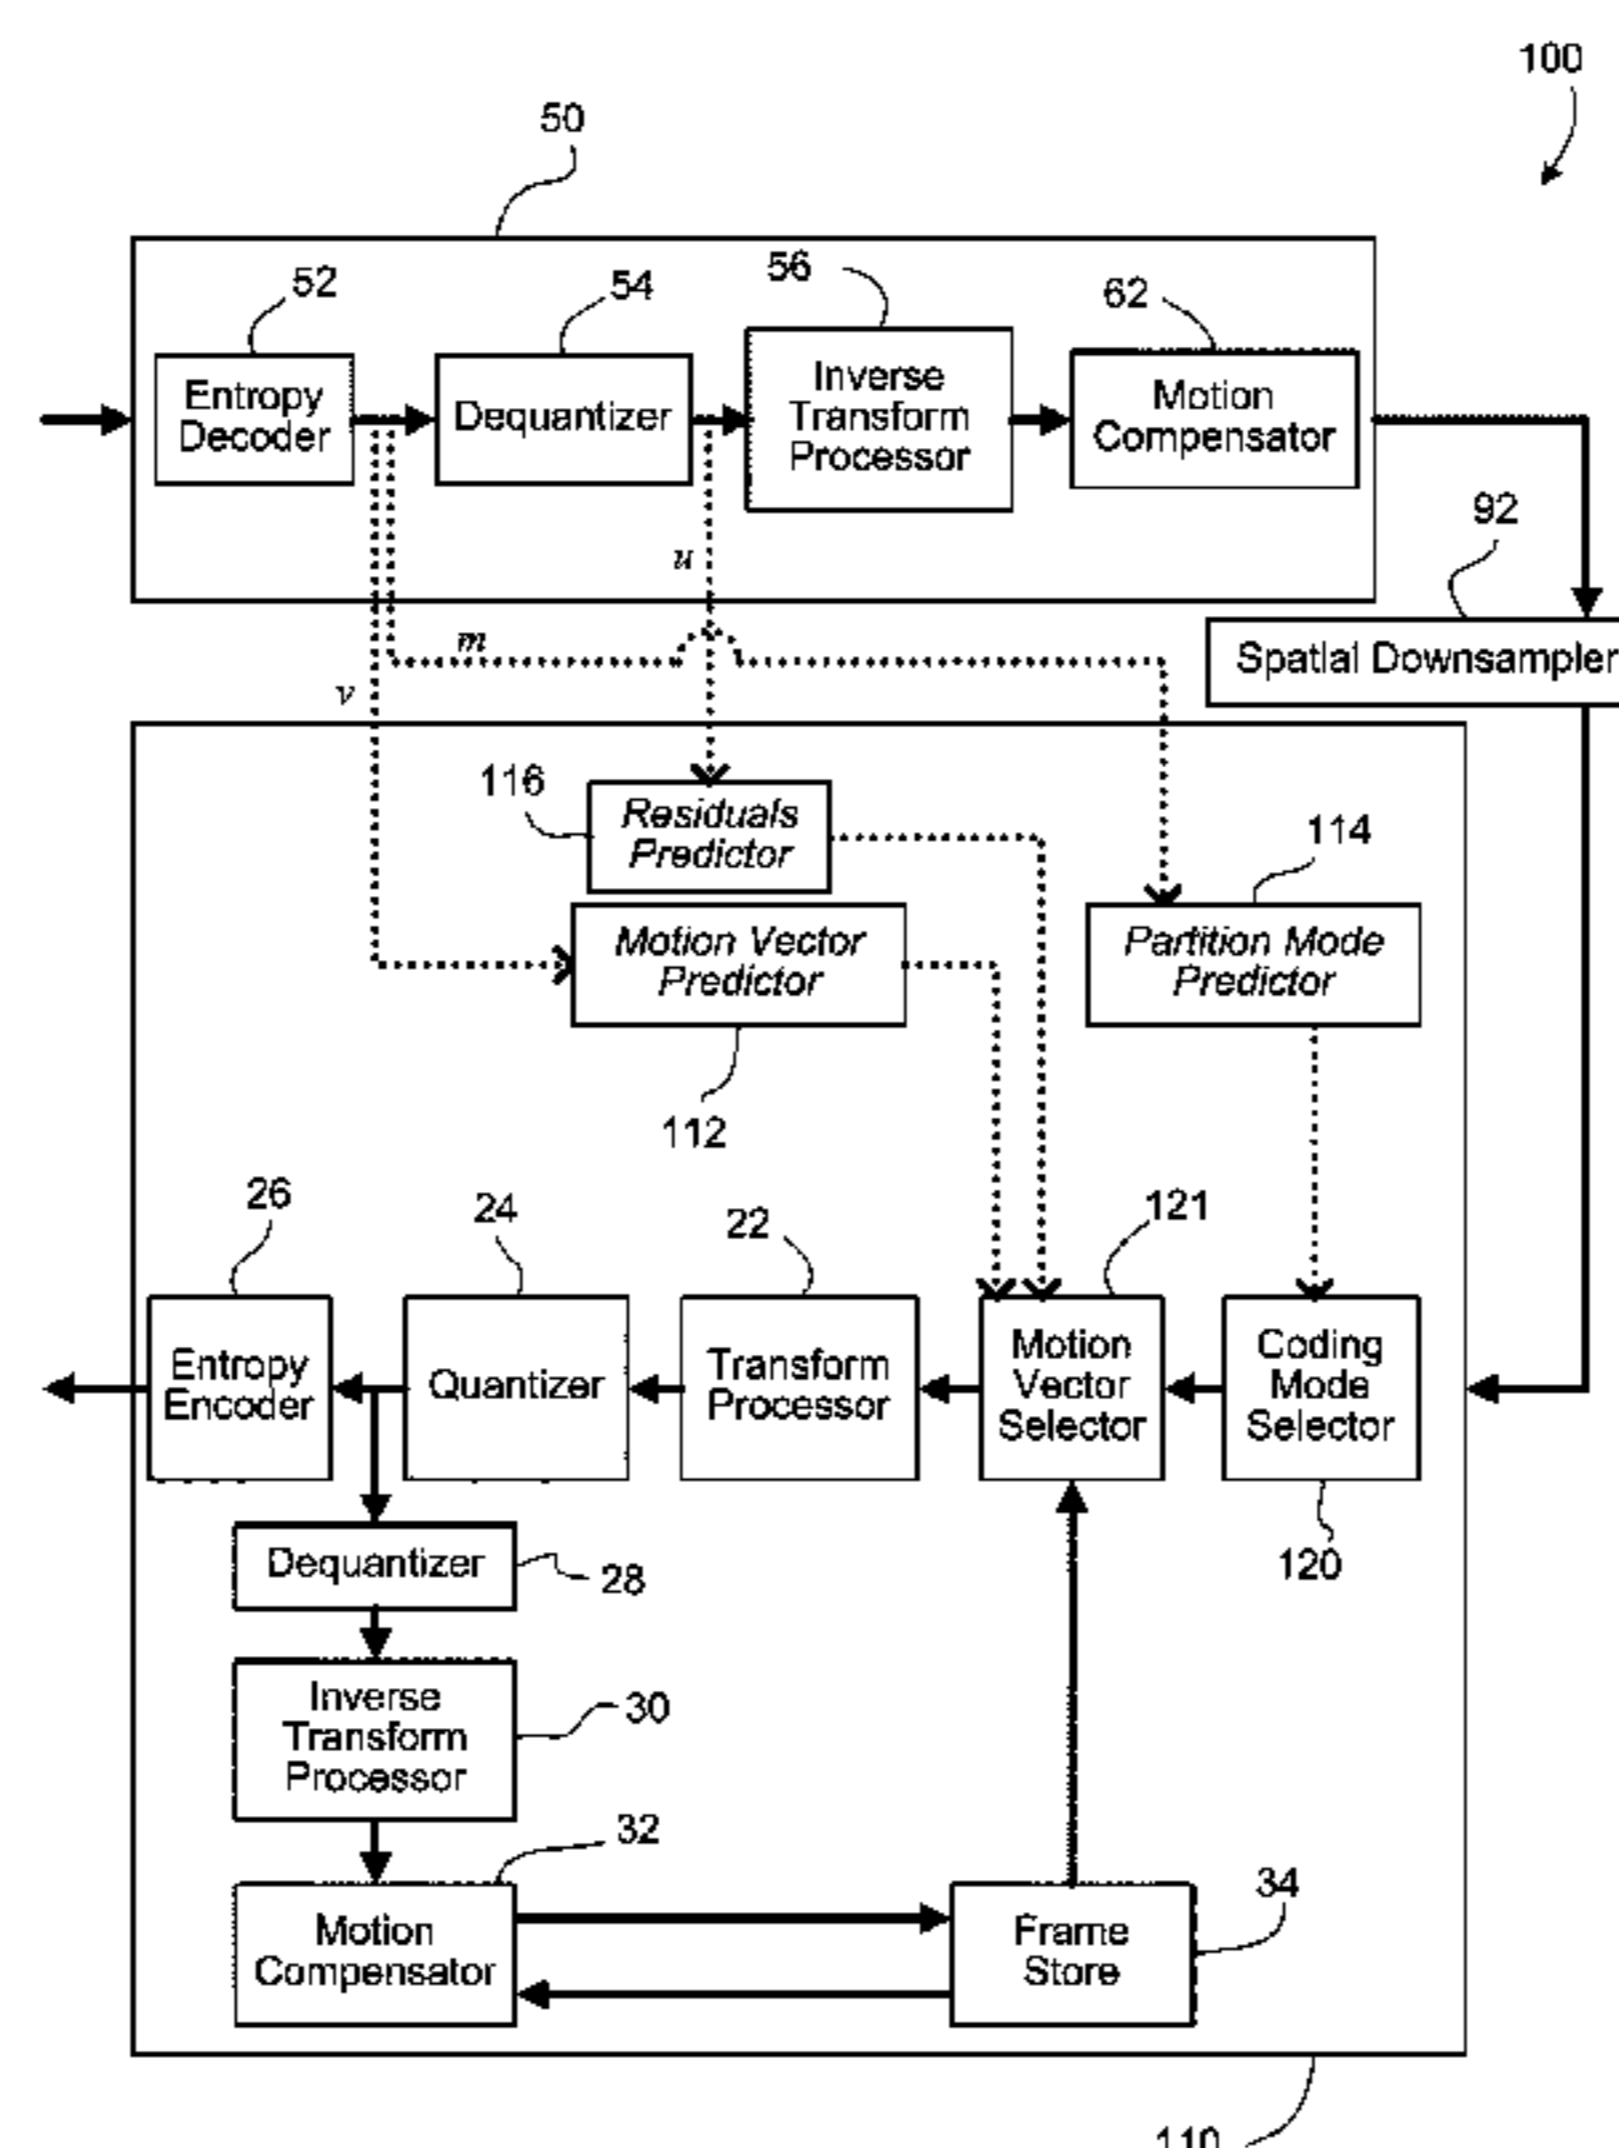 100
50
52
54
56
62
Entropy
Decoder
Dequantizer
Inverse
Transform
Processor
Motion
Compensator
92
u
m
v
Spatial Downsampler
116
Residuals
Predictor
114
Motion Vector
Predictor
Partition Mode
Predictor
112
26
24
22
121
Entropy
Encoder
Quantizer
Transform
Processor
Motion
Vector
Selector
Coding
Mode
Selector
120
Dequantizer
28
Inverse
Transform
Processor
30
32
Motion
Compensator
Frame
Store
34
110